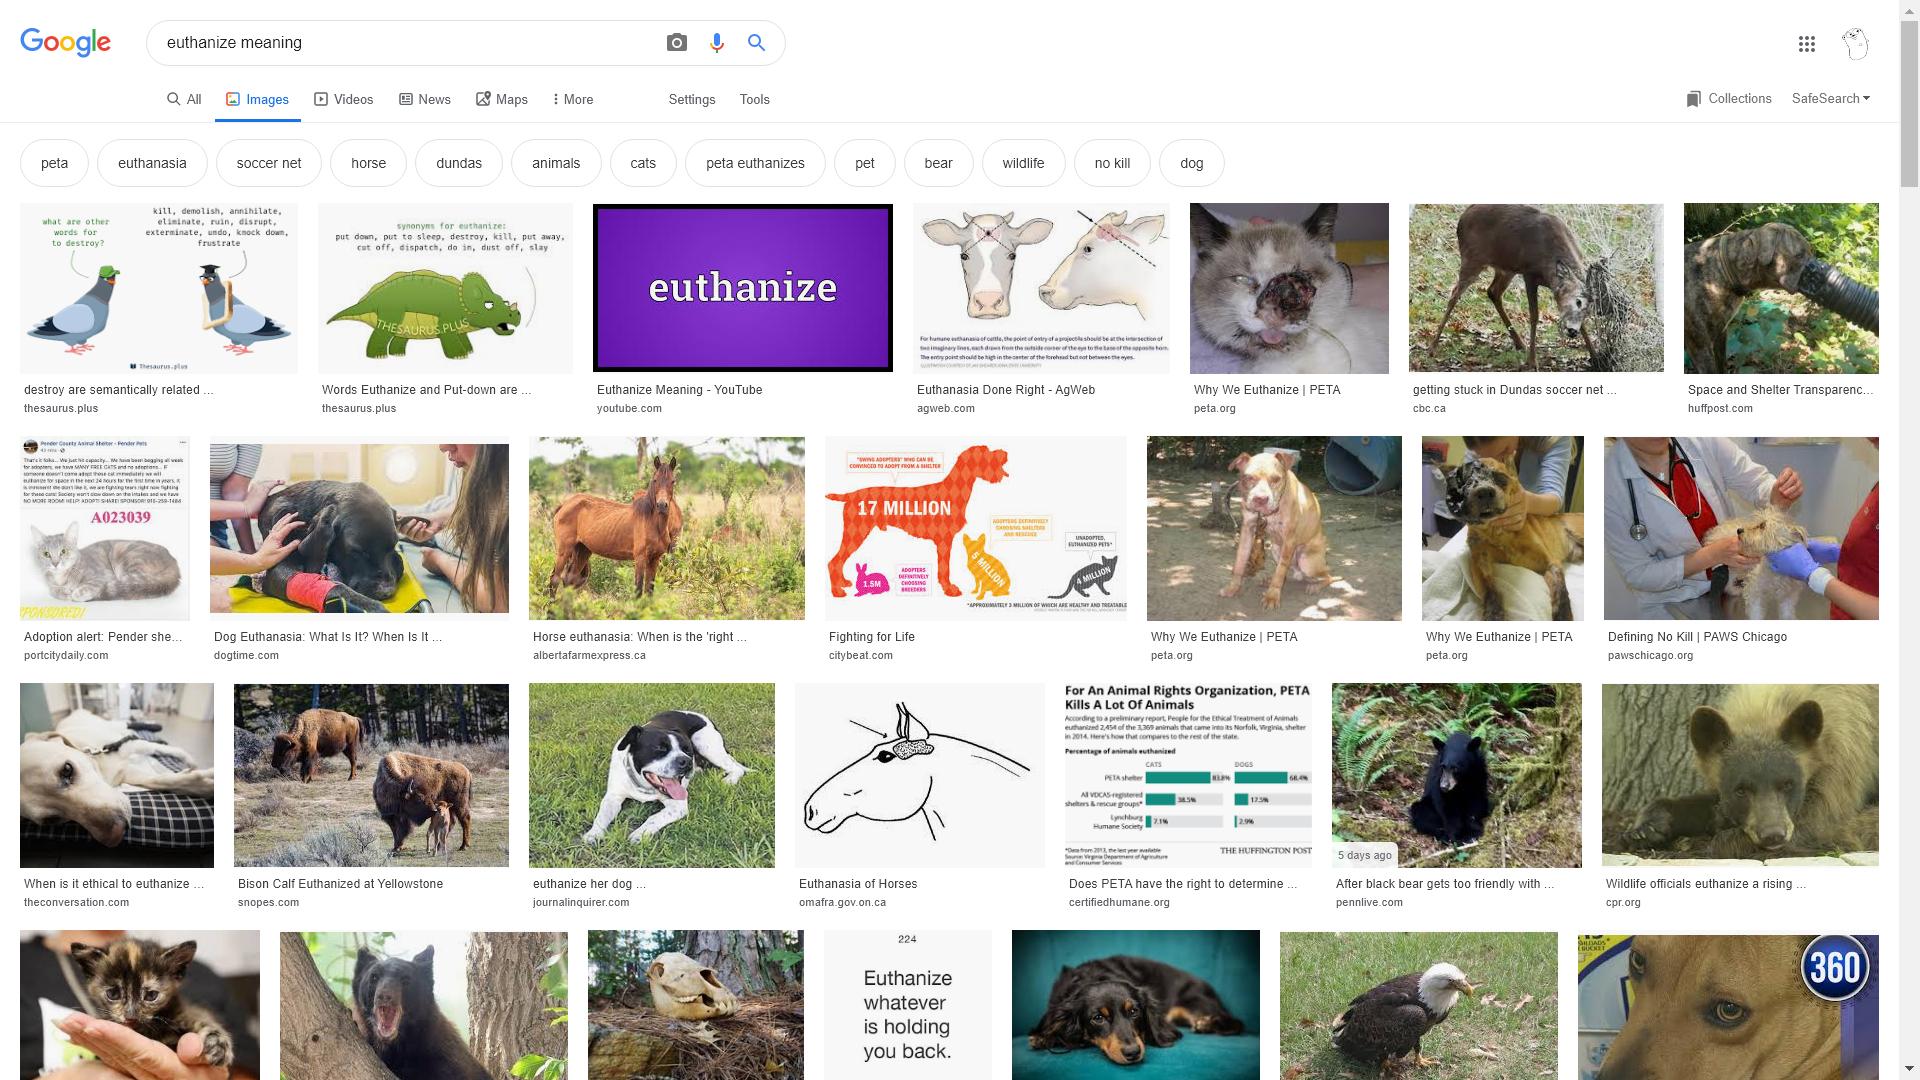 Google
euthanize meaning
All
Images
Videos
News
Maps
More
Settings
Tools
Collections
SafeSearch
peta
euthanasia
soccer net
horse
dundas
animals
cats
peta euthanizes
pet
bear
wildlife
no kill
dog
what are other
words for
to destroy?
kill, demolish, annihilate,
eliminate, ruin, disrupt,
exterminate, undo, knock down,
frustrate
Thesaurus.plus
destroy are semantically related ...
thesaurus.plus
synonyms for euthanize:
put down, put to sleep, destroy, kill, put away,
cut off, dispatch, do in, dust off, slay
THESAURUS.PLUS
Words Euthanize and Put-down are ...
thesaurus.plus
euthanize
Euthanize Meaning - YouTube
youtube.com
For humane euthanasia of cattle, the point of entry of a projectile should be at the intersection of
two imaginary lines, each drawn from the outside corner of the eye to the base of the opposite horn.
The entry point should be high in the center of the forehead but not between the eyes.
Euthanasia Done Right - AgWeb
agweb.com
Why We Euthanize | PETA
peta.org
getting stuck in Dundas soccer net ...
cbc.ca
Space and Shelter Transparenc...
huffpost.com
Pender County Animal Shelter - Pender Pets
NO MORE ROOM! HELP! ADOPT! SHARE! SPONSOR! 910-259-1484
A023039
Adoption alert: Pender she...
portcitydaily.com
Dog Euthanasia: What Is It? When Is It ...
dogtime.com
Horse euthanasia: When is the 'right ...
albertafarmexpress.ca
"SWING ADOPTERS" WHO CAN BE
CONVINCED TO ADOPT FROM A SHELTER
17 MILLION
ADOPTERS DEFINITIVELY
CHOOSING SHELTERS
AND RESCUES
5 MILLION
UNADOPTED,
EUTHANIZED PETS*
4 MILLION
1.5M
ADOPTERS
DEFINITIVELY
CHOOSING
BREEDERS
*APPROXIMATELY 3 MILLION OF WHICH ARE HEALTHY AND TREATABLE
Fighting for Life
citybeat.com
Why We Euthanize | PETA
peta.org
Why We Euthanize | PETA
peta.org
Defining No Kill | PAWS Chicago
pawschicago.org
When is it ethical to euthanize ...
theconversation.com
Bison Calf Euthanized at Yellowstone
snopes.com
euthanize her dog ...
journalinquirer.com
Euthanasia of Horses
omafra.gov.on.ca
For An Animal Rights Organization, PETA
Kills A Lot Of Animals
According to a preliminary report, People for the Ethical Treatment of Animals
euthanized 2,454 of the 3,369 animals that came into its Norfolk, Virginia, shelter
in 2014. Here's how that compares to the rest of the state.
Percentage of animals euthanized
CATS
DOGS
PETA shelter
83.8%
68.4%
All VDCAS-registered
shelters & rescue groups*
38.5%
17.5%
Lynchburg
Humane Society
7.1%
2.9%
*Data from 2013, the last year available
Source: Virginia Department of Agriculture
and Consumer Services
THE HUFFINGTON POST
Does PETA have the right to determine ...
certifiedhumane.org
5 days ago
After black bear gets too friendly with ...
pennlive.com
Wildlife officials euthanize a rising ...
cpr.org
224
Euthanize
whatever
is holding
you back.
360